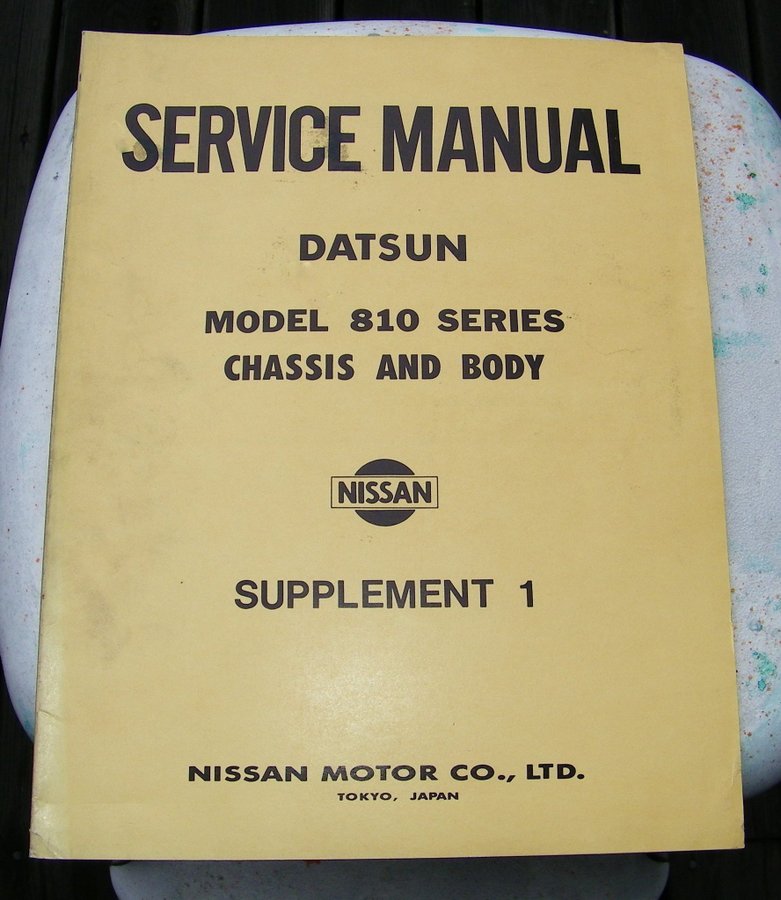 SERVICE MANUAL
DATSUN
MODEL 810 SERIES
CHASSIS AND BODY
NISSAN
SUPPLEMENT 1
NISSAN MOTOR CO., LTD.
TOKYO, JAPAN